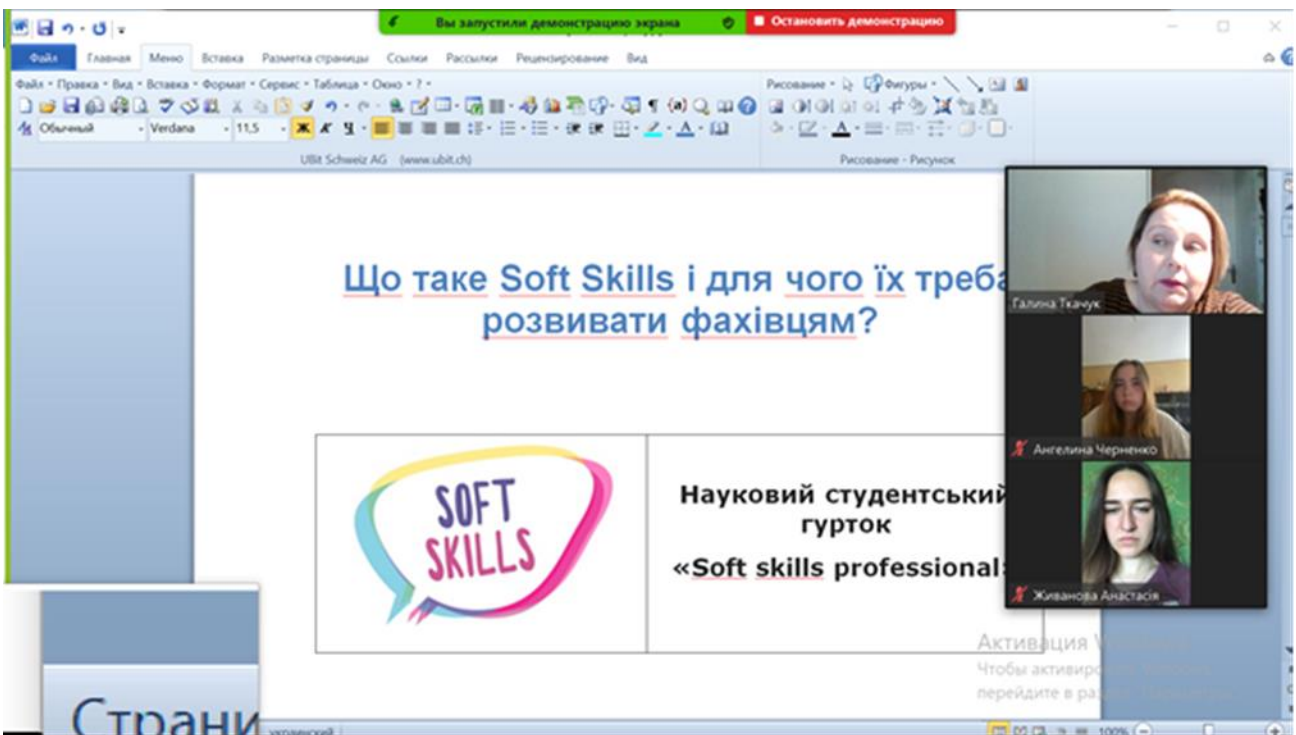 Вы запустили демонстрацию экрана
Остановить демонстрацию
Файл Главная Меню Вставка Разметка страницы Ссылки Рассылки Рецензирование Вид
Файл Правка Вид Вставка Формат Сервис Таблица Окно ?
Рисование Фигуры
Обычный Verdana 11,5 Ж К Ч
UBit Schweiz AG (www.ubit.ch)
Рисование - Рисунок
Що таке Soft Skills і для чого їх треба
розвивати фахівцям?
SOFT
SKILLS
Науковий студентський
гурток
«Soft skills professional»
Галина Ткачук
Ангелина Черненко
Живанова Анастасія
Активация
Чтобы
перейдите в
Страни
украинский
100%